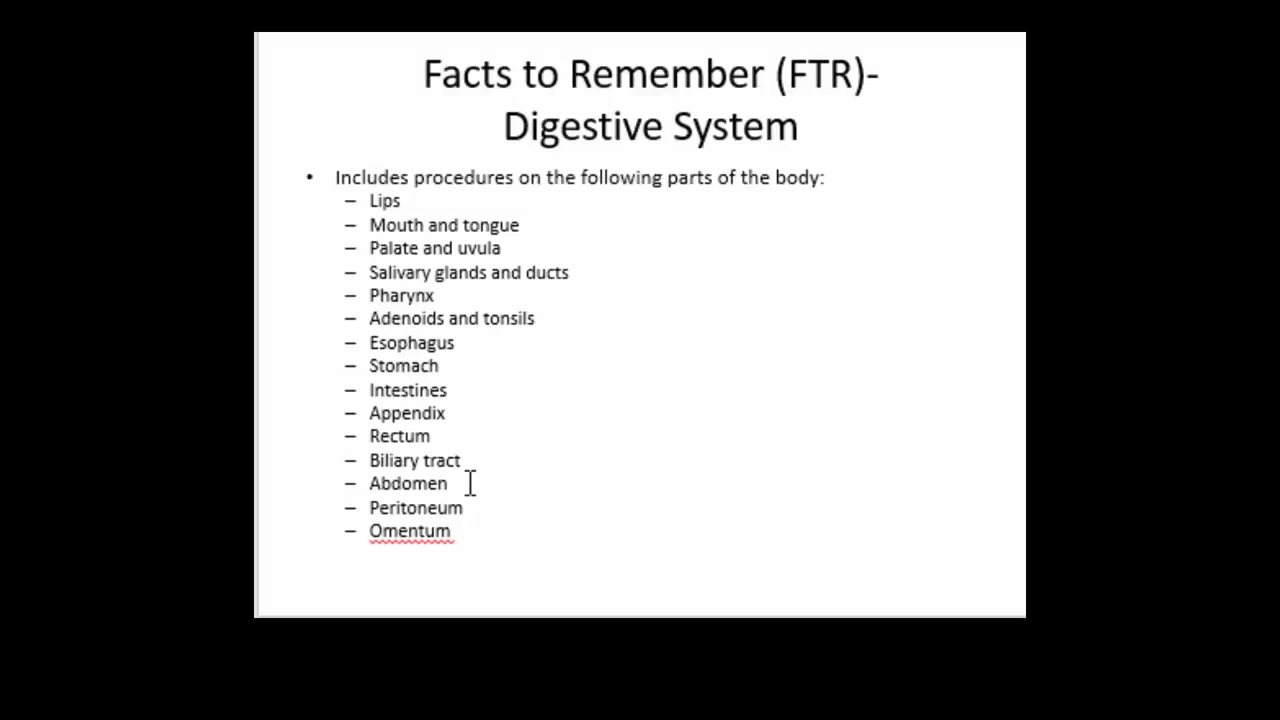 Facts to Remember (FTR)-
Digestive System
• Includes procedures on the following parts of the body:
– Lips
– Mouth and tongue
– Palate and uvula
– Salivary glands and ducts
– Pharynx
– Adenoids and tonsils
– Esophagus
– Stomach
– Intestines
– Appendix
– Rectum
– Biliary tract
– Abdomen
– Peritoneum
– Omentum